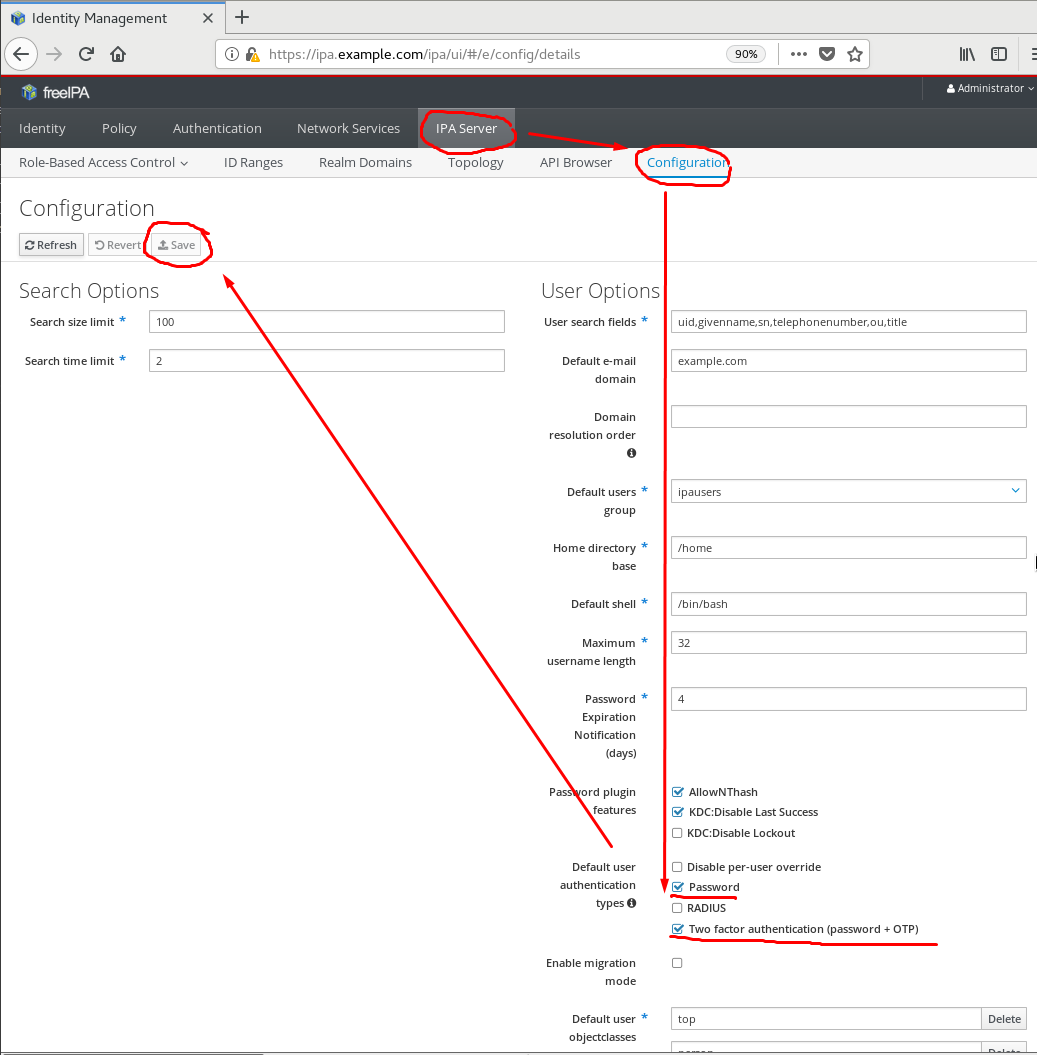 Identity Management
https://ipa.example.com/ipa/ui/#/e/config/details 90%
freeIPA Administrator
Identity Policy Authentication Network Services IPA Server
Role-Based Access Control ID Ranges Realm Domains Topology API Browser Configuration
Configuration
Refresh Revert Save
Search Options
Search size limit * 100
Search time limit * 2
User Options
User search fields * uid,givenname,sn,telephonenumber,ou,title
Default e-mail example.com
domain
Domain
resolution order
Default users * ipausers
group
Home directory * /home
base
Default shell * /bin/bash
Maximum * 32
username length
Password * 4
Expiration
Notification
(days)
Password plugin AllowNThash
features KDC:Disable Last Success
KDC:Disable Lockout
Default user Disable per-user override
authentication Password
types RADIUS
Two factor authentication (password + OTP)
Enable migration
mode
Default user * top Delete
objectclasses
person Delete